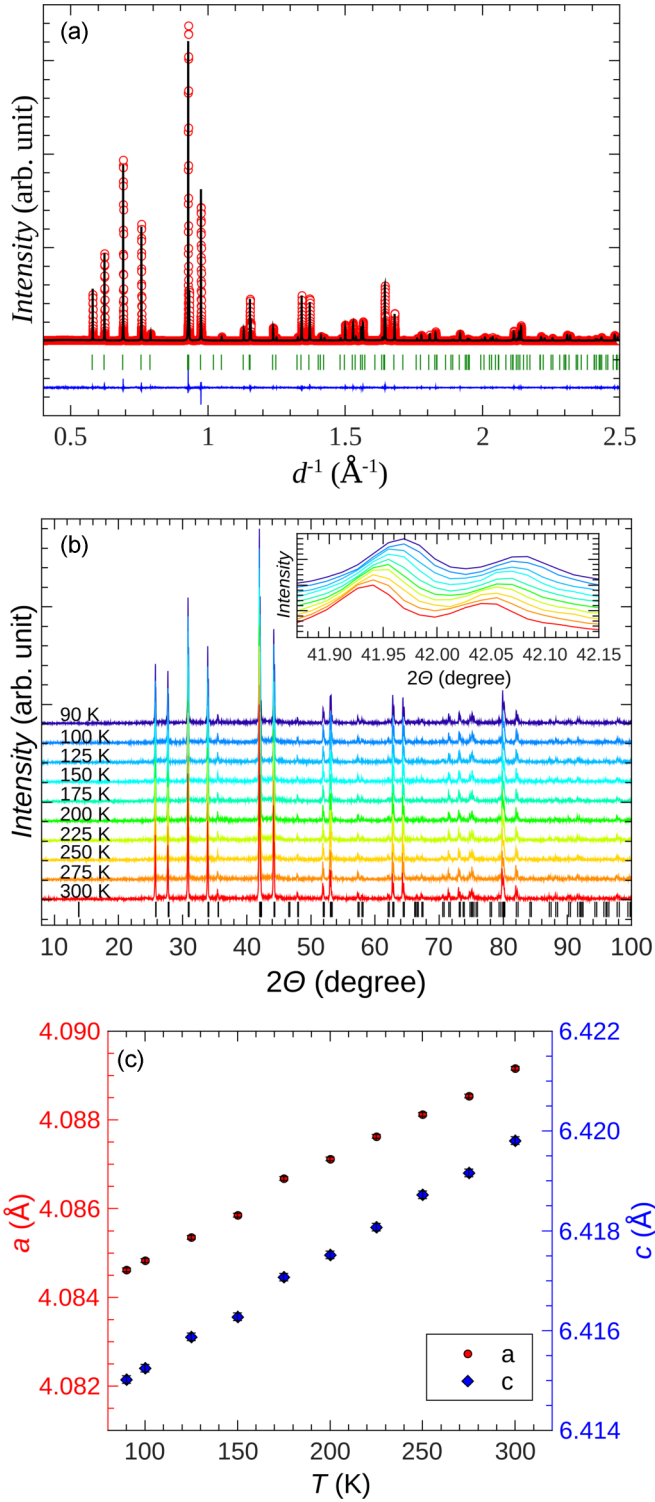 (a)
Intensity (arb. unit)
0.5 1 1.5 2 2.5
d-1 (Å-1)
(b)
Intensity
41.90 41.95 42.00 42.05 42.10 42.15
2Θ (degree)
Intensity (arb. unit)
90 K
100 K
125 K
150 K
175 K
200 K
225 K
250 K
275 K
300 K
10 20 30 40 50 60 70 80 90 100
2Θ (degree)
(c)
4.090
4.088
4.086
4.084
4.082
a (Å)
6.422
6.420
6.418
6.416
6.414
c (Å)
a
c
100 150 200 250 300
T (K)